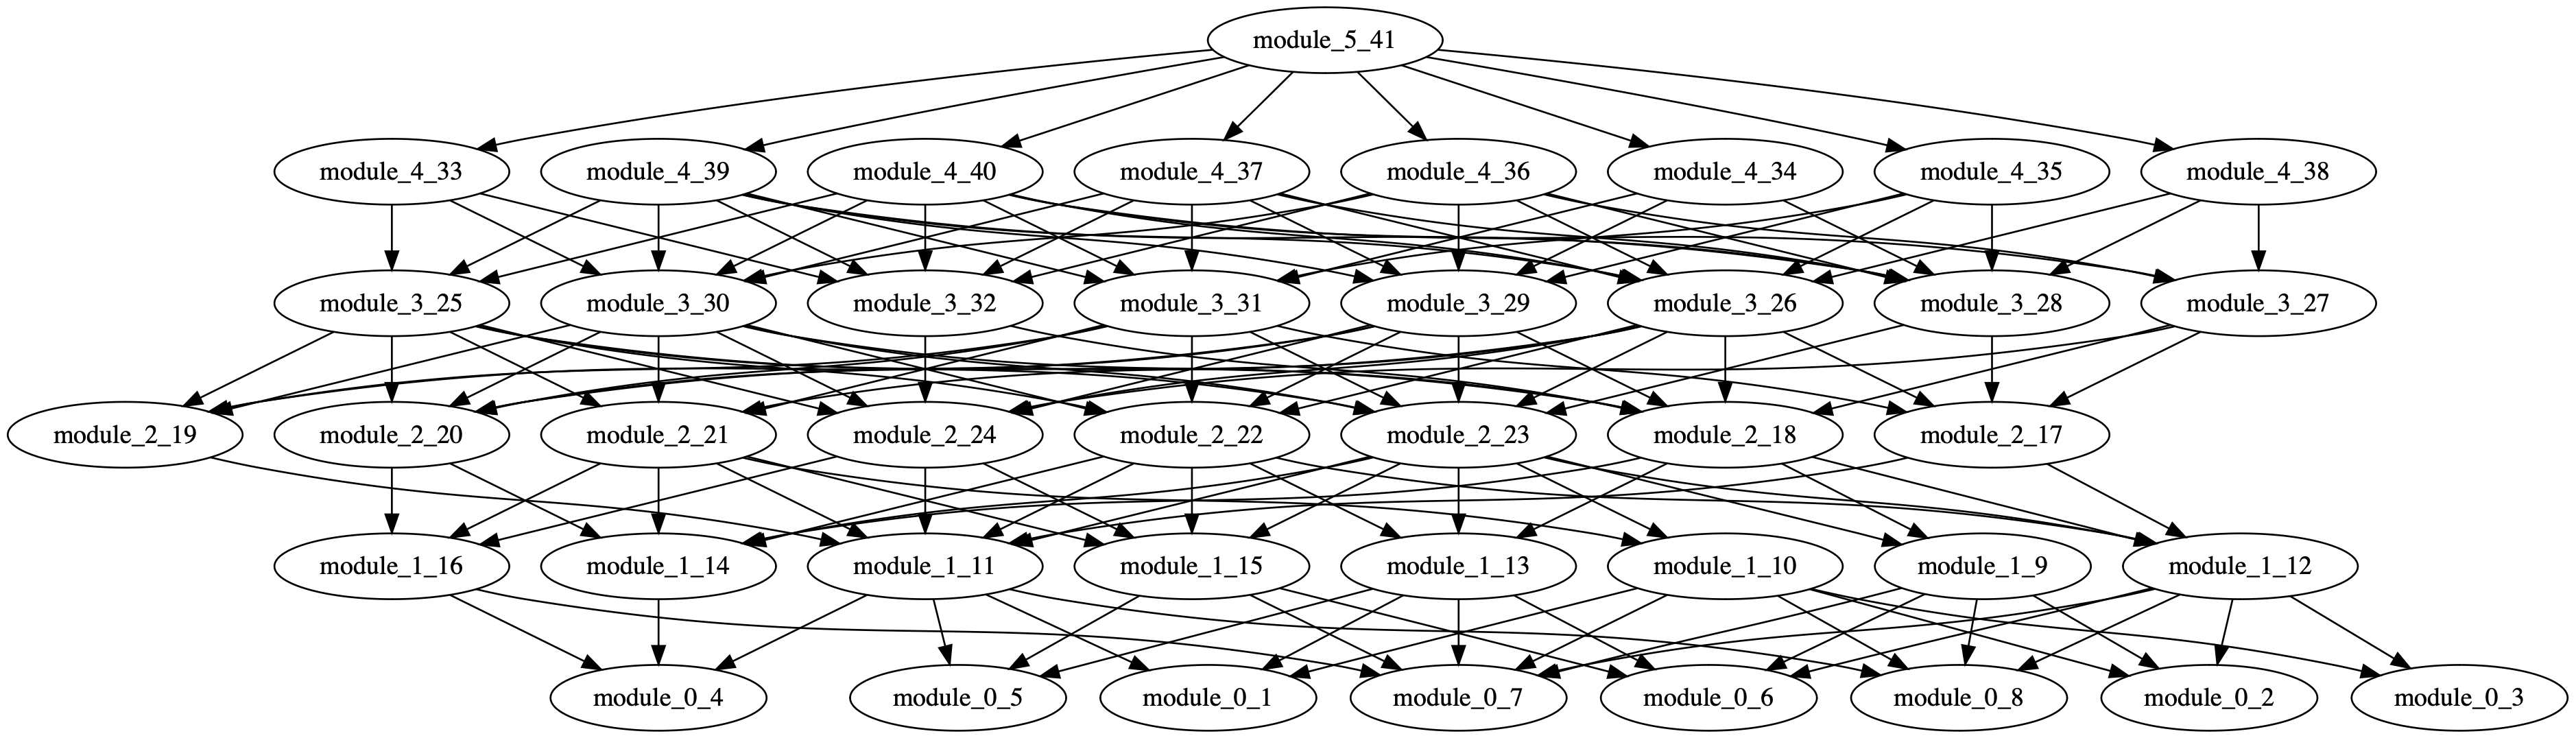 module_5_41
module_4_33 module_4_39 module_4_40 module_4_37 module_4_36 module_4_34 module_4_35 module_4_38
module_3_25 module_3_30 module_3_32 module_3_31 module_3_29 module_3_26 module_3_28 module_3_27
module_2_19 module_2_20 module_2_21 module_2_24 module_2_22 module_2_23 module_2_18 module_2_17
module_1_16 module_1_14 module_1_11 module_1_15 module_1_13 module_1_10 module_1_9 module_1_12
module_0_4 module_0_5 module_0_1 module_0_7 module_0_6 module_0_8 module_0_2 module_0_3